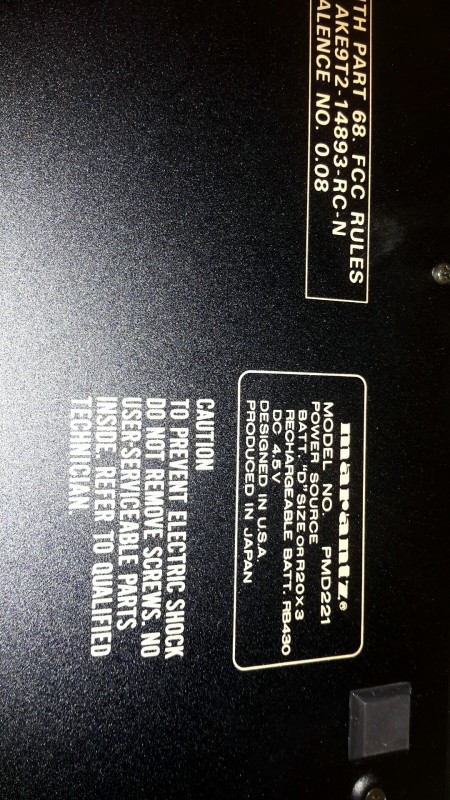 TH PART 68. FCC RULES
AKE9T2-14893-RC-N
ALENCE NO. 0.08
marantz®
MODEL NO. PMD221
POWER SOURCE
BATT. "D" SIZE OR R20X3
RECHARGEABLE BATT. RB430
DC 4.5V
DESIGNED IN U.S.A.
PRODUCED IN JAPAN
CAUTION
TO PREVENT ELECTRIC SHOCK
DO NOT REMOVE SCREWS. NO
USER-SERVICEABLE PARTS
INSIDE. REFER TO QUALIFIED
TECHNICIAN